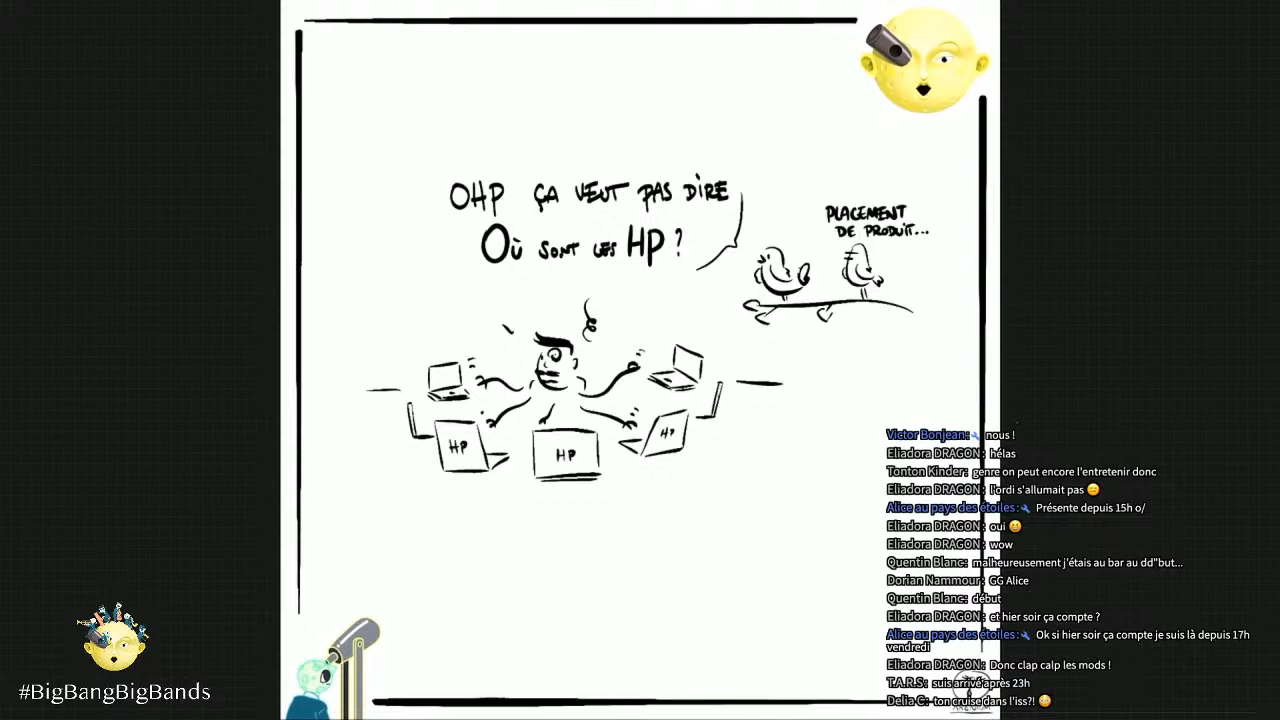 OHP ÇA VEUT PAS DIRE
Où SONT LES HP ?
PLACEMENT
DE PRODUIT...
HP
HP
HP
Victor Bonjean: nous !
Eliadora DRAGON: hélas
Tonton Kinder: genre on peut encore l'entretenir donc
Eliadora DRAGON: l'ordi s'allumait pas 😑
Alice au pays des étoiles: Présente depuis 15h o/
Eliadora DRAGON: oui 😀
Eliadora DRAGON: wow
Quentin Blanc: malheureusement j'étais au bar au dd"but...
Dorian Nammour: GG Alice
Quentin Blanc: début
Eliadora DRAGON: et hier soir ça compte ?
Alice au pays des étoiles: Ok si hier soir ça compte je suis là depuis 17h
vendredi
Eliadora DRAGON: Donc clap calp les mods !
T.A.R.S: suis arrivé après 23h
Delia C: ton cruise dans l'iss?! 😳
#BigBangBigBands